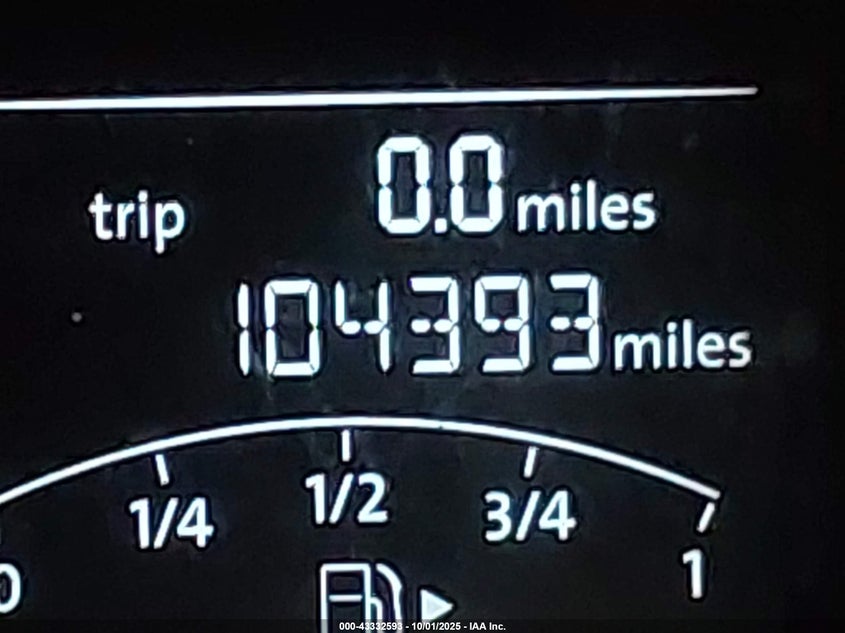 trip 0.0 miles
104393 miles
0 1/4 1/2 3/4 1
000-43332593 - 10/01/2025 - IAA Inc.